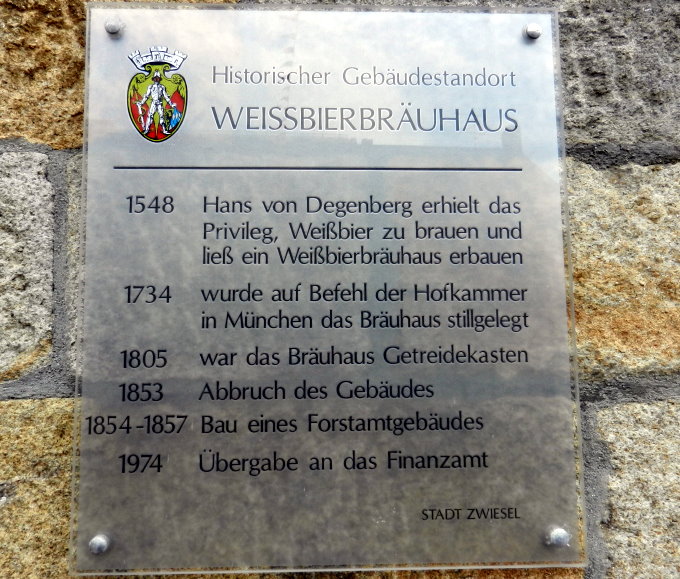 Historischer Gebäudestandort
WEISSBIERBRÄUHAUS
1548 Hans von Degenberg erhielt das
Privileg, Weißbier zu brauen und
ließ ein Weißbierbräuhaus erbauen
1734 wurde auf Befehl der Hofkammer
in München das Bräuhaus stillgelegt
1805 war das Bräuhaus Getreidekasten
1853 Abbruch des Gebäudes
1854-1857 Bau eines Forstamtgebäudes
1974 Übergabe an das Finanzamt
STADT ZWIESEL